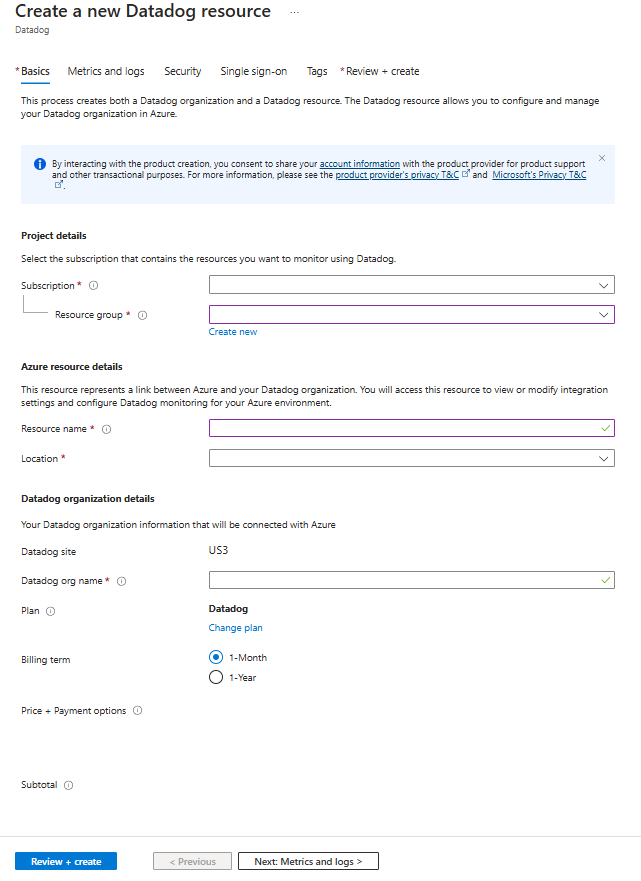 Create a new Datadog resource ...
Datadog
*Basics Metrics and logs Security Single sign-on Tags *Review + create
This process creates both a Datadog organization and a Datadog resource. The Datadog resource allows you to configure and manage
your Datadog organization in Azure.
By interacting with the product creation, you consent to share your account information with the product provider for product support
and other transactional purposes. For more information, please see the product provider's privacy T&C and Microsoft's Privacy T&C
.
Project details
Select the subscription that contains the resources you want to monitor using Datadog.
Subscription *
Resource group *
Create new
Azure resource details
This resource represents a link between Azure and your Datadog organization. You will access this resource to view or modify integration
settings and configure Datadog monitoring for your Azure environment.
Resource name *
Location *
Datadog organization details
Your Datadog organization information that will be connected with Azure
Datadog site US3
Datadog org name *
Plan Datadog
Change plan
Billing term 1-Month
1-Year
Price + Payment options
Subtotal
Review + create < Previous Next: Metrics and logs >